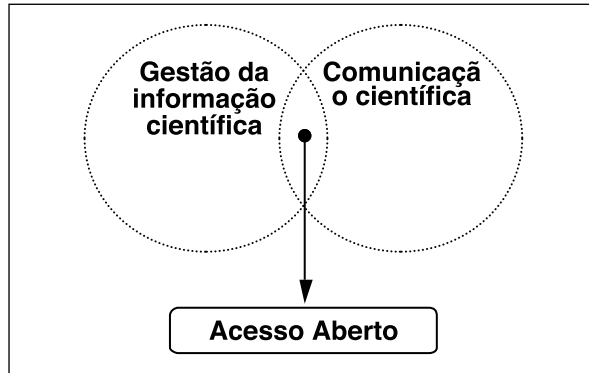 Gestão da
informação
científica
Comunicaçã
o científica
Acesso Aberto